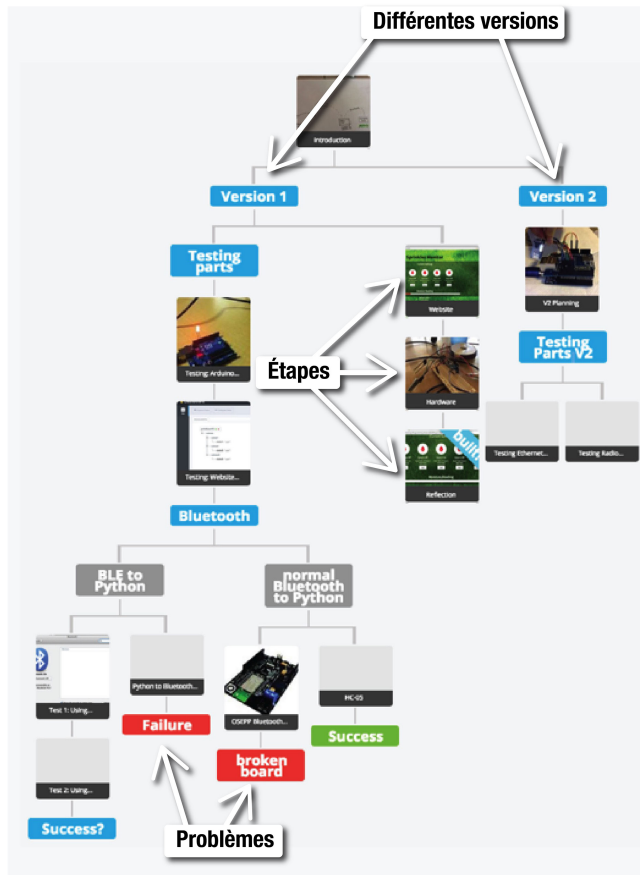 Différentes versions
Introduction
Version 1
Version 2
Testing
parts
Website
V2 Planning
Testing: Arduino...
Étapes
Hardware
Testing
Parts V2
Testing: Website...
Reflection
Testing Ethernet...
Testing Radio...
Bluetooth
BLE to
Python
normal
Bluetooth
to Python
Test 1: Using...
Python to Bluetooth...
OSEPP Bluetooth...
HC-05
Failure
Success
broken
board
Test 2: Using...
Success?
Problèmes